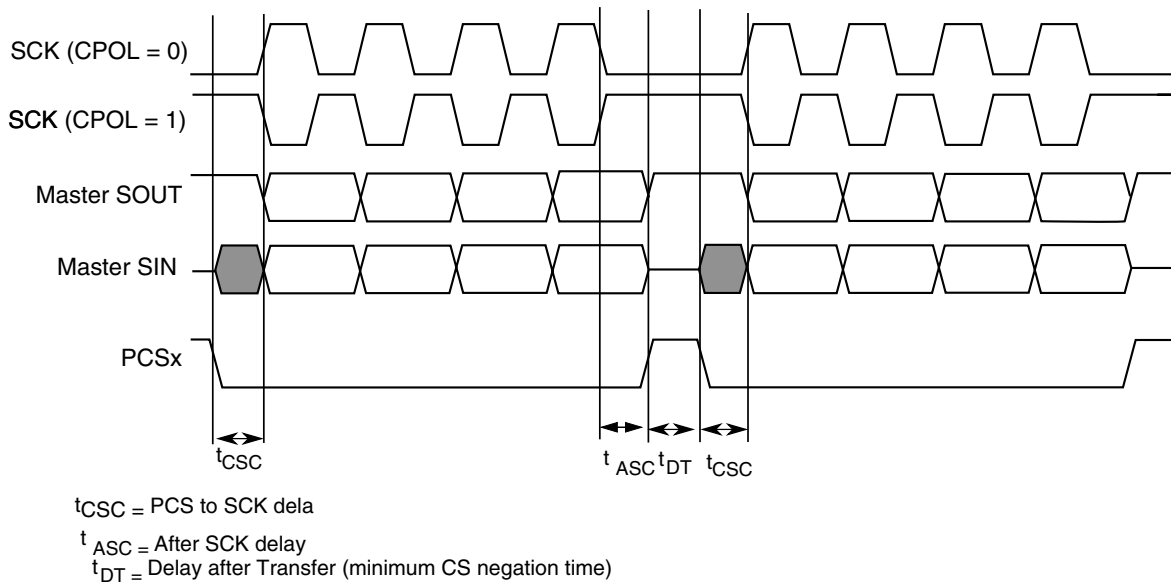 SCK (CPOL = 0)
SCK (CPOL = 1)
Master SOUT
Master SIN
PCSx
tCSC
t ASC
tDT
tCSC
tCSC = PCS to SCK dela
t ASC = After SCK delay
tDT = Delay after Transfer (minimum CS negation time)